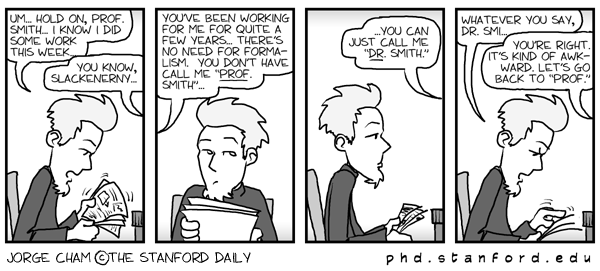 UM... HOLD ON, PROF.
SMITH... I KNOW I DID
SOME WORK
THIS WEEK...
YOU KNOW,
SLACKENERNY...
YOU'VE BEEN WORKING
FOR ME FOR QUITE A
FEW YEARS... THERE'S
NO NEED FOR FORMA-
LISM. YOU DON'T HAVE
CALL ME "PROF.
SMITH"...
...YOU CAN
JUST CALL ME
"DR. SMITH."
WHATEVER YOU SAY,
DR. SMI...
YOU'RE RIGHT.
IT'S KIND OF AWK-
WARD. LET'S GO
BACK TO "PROF."
JORGE CHAM ©THE STANFORD DAILY
phd.stanford.edu